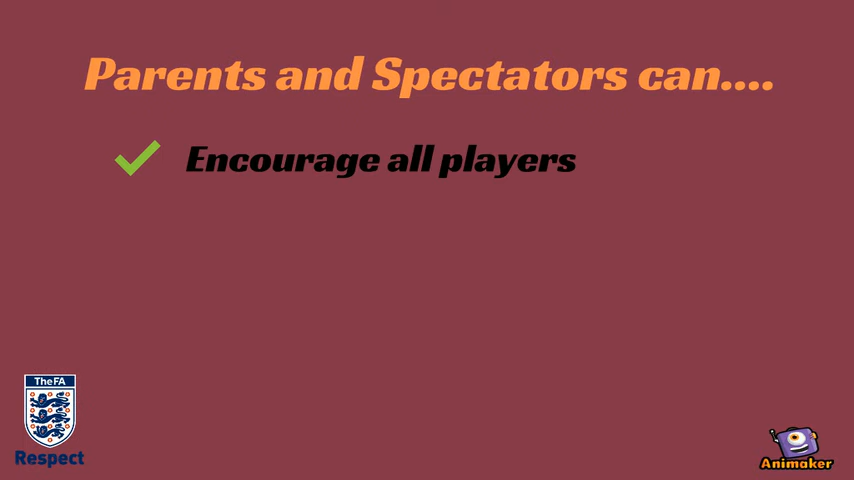 Parents and Spectators can....
Encourage all players
The FA
Respect
Animaker